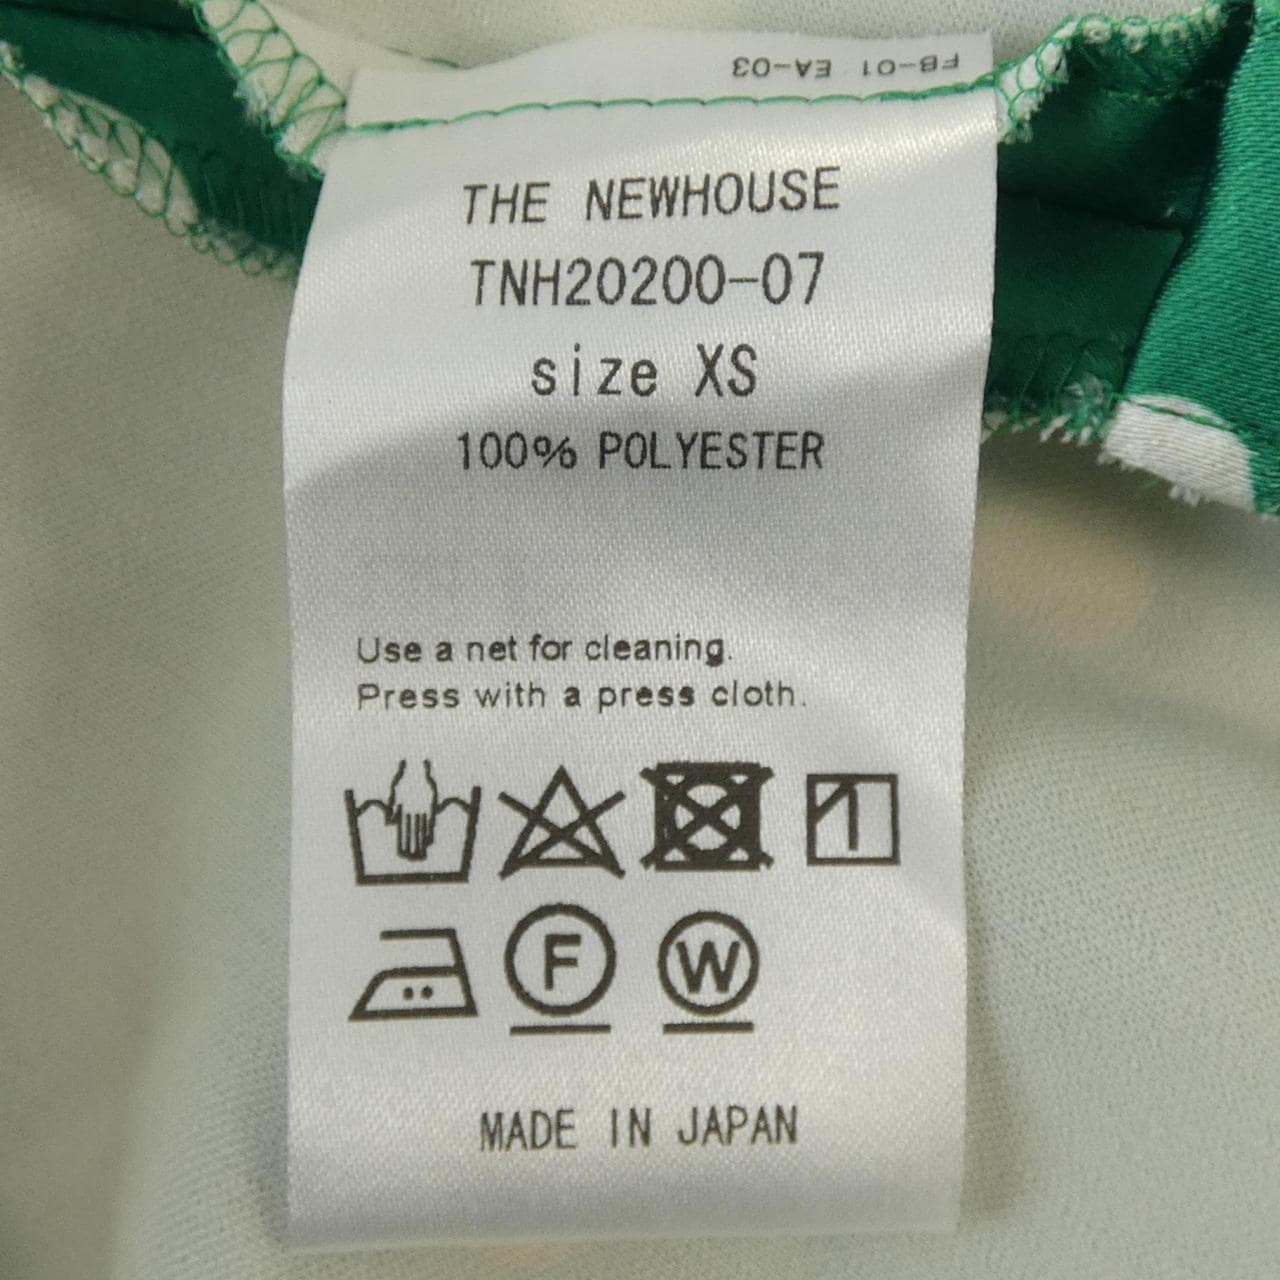 FB-01 EA-03
THE NEWHOUSE
TNH20200-07
size XS
100% POLYESTER
Use a net for cleaning.
Press with a press cloth.
F W
MADE IN JAPAN